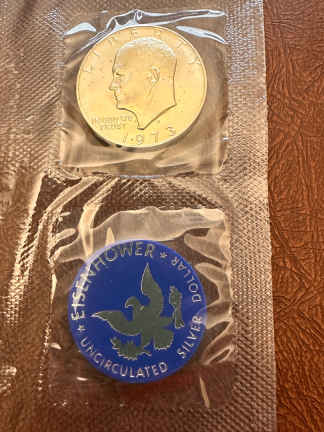 LIBERTY
IN GOD WE
TRUST
1973
★ EISENHOWER ★
UNCIRCULATED SILVER DOLLAR